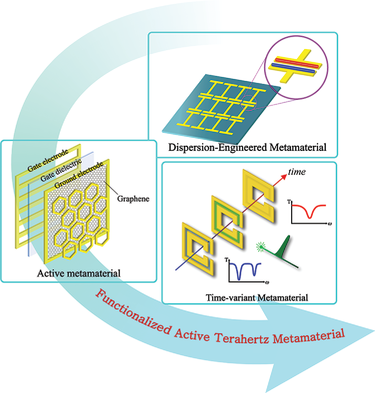 Dispersion-Engineered Metamaterial
Gate electrode
Gate dielectric
Ground electrode
Graphene
Active metamaterial
time
T
ω
T
ω
Time-variant Metamaterial
Functionalized Active Terahertz Metamaterial